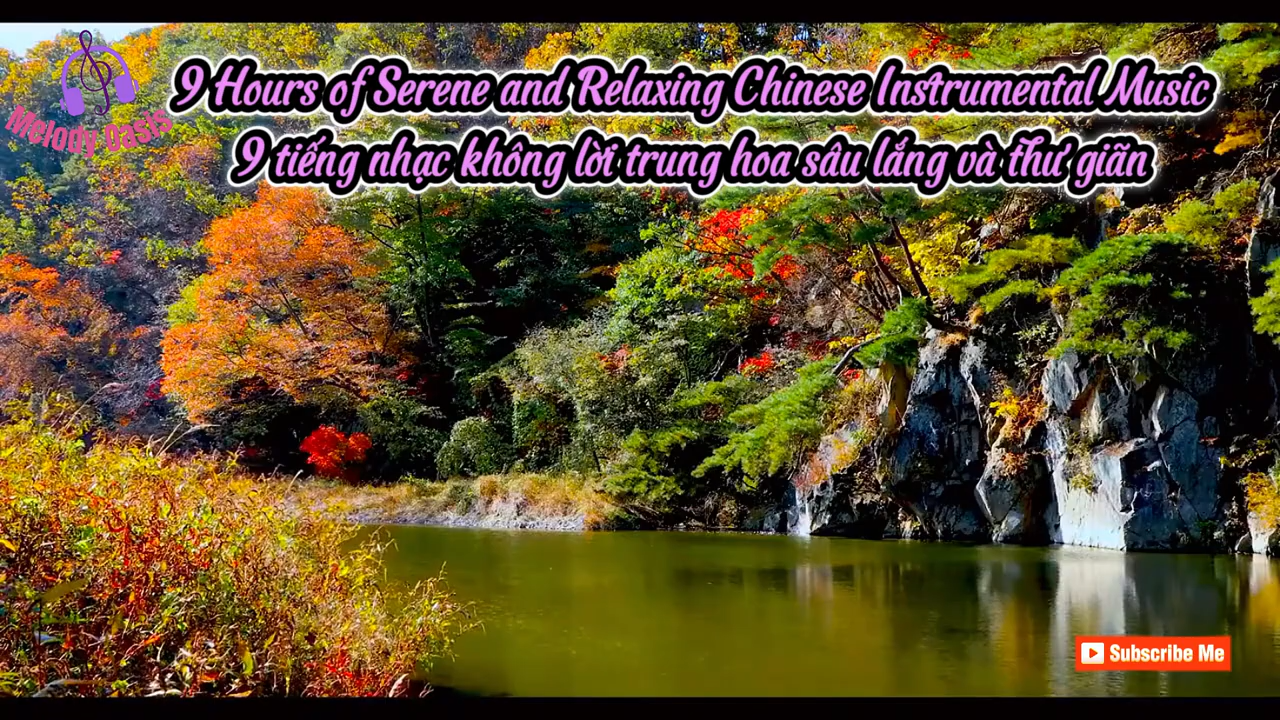 Melody Oasis
9 Hours of Serene and Relaxing Chinese Instrumental Music
9 tiếng nhạc không lời trung hoa sâu lắng và thư giãn
Subscribe Me